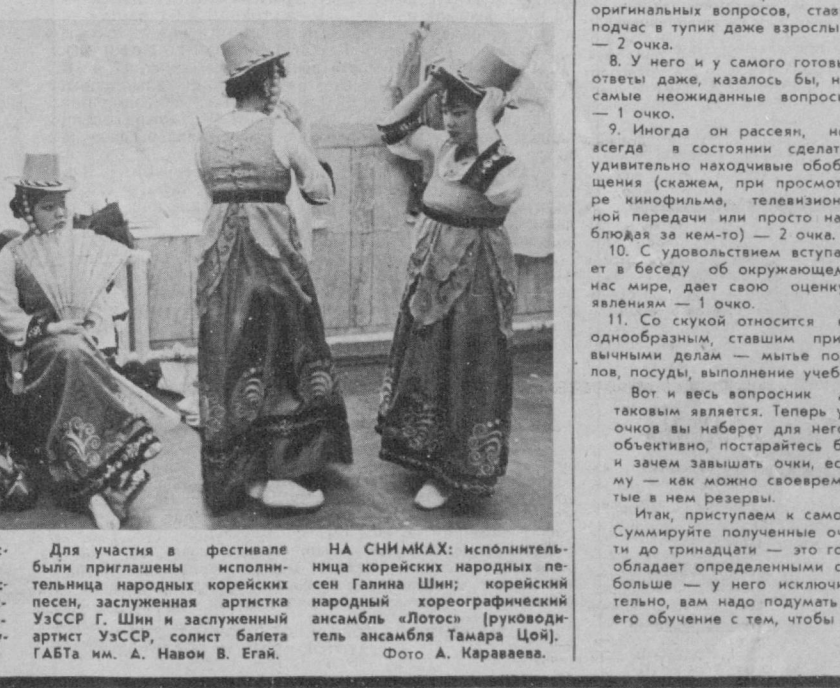 Для участия в фестивале
были приглашены исполни-
тельница народных корейских
песен, заслуженная артистка
УзССР Г. Шин и заслуженный
артист УзССР, солист балета
ГАБТа им. А. Навои В. Егай.
НА СНИМКАХ: исполнитель-
ница корейских народных пе-
сен Галина Шин; корейский
народный хореографический
ансамбль «Лотос» (руководи-
тель ансамбля Тамара Цой).
Фото А. Караваева.
оригинальных вопросов, став
подчас в тупик даже взрослы
— 2 очка.
8. У него и у самого готовы
ответы даже, казалось бы, н
самые неожиданные вопрос
— 1 очко.
9. Иногда он рассеян, н
всегда в состоянии сделат
удивительно находчивые обоб
щения (скажем, при просмот
ре кинофильма, телевизион
ной передачи или просто на
блюдая за кем-то) — 2 очка.
10. С удовольствием вступа
ет в беседу об окружающем
нас мире, дает свою оценк
явлениям — 1 очко.
11. Со скукой относится
однообразным, ставшим при
вычными делам — мытье по
лов, посуды, выполнение учеб
Вот и весь вопросник
таковым является. Теперь у
очков вы наберет для него
объективно, постарайтесь б
и зачем завышать очки, ес
му — как можно своеврем
тые в нем резервы.
Итак, приступаем к само
Суммируйте полученные оч
ти до тринадцати — это го
обладает определенными с
больше — у него исключи
тельно, вам надо подумать
его обучение с тем, чтобы